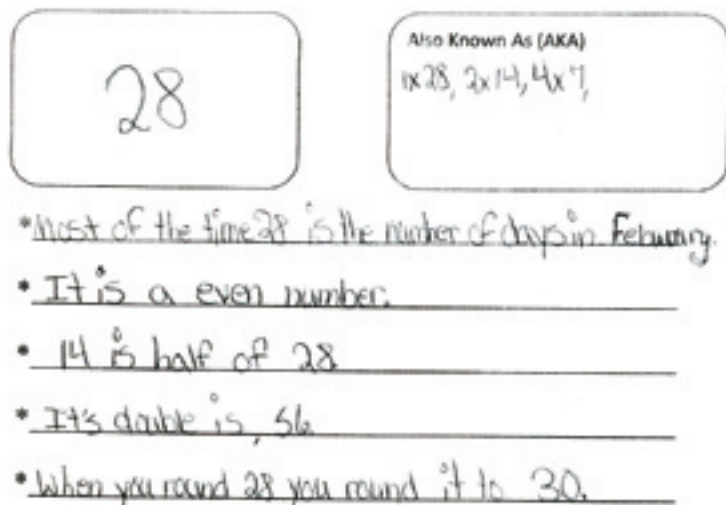 28
Also Known As (AKA)
1x28, 2x14, 4x7,
*Most of the time 28 is the number of days in Febuary.
* It is a even number.
* 14 is half of 28
* It's double is, 56
* When you round 28 you round it to 30.